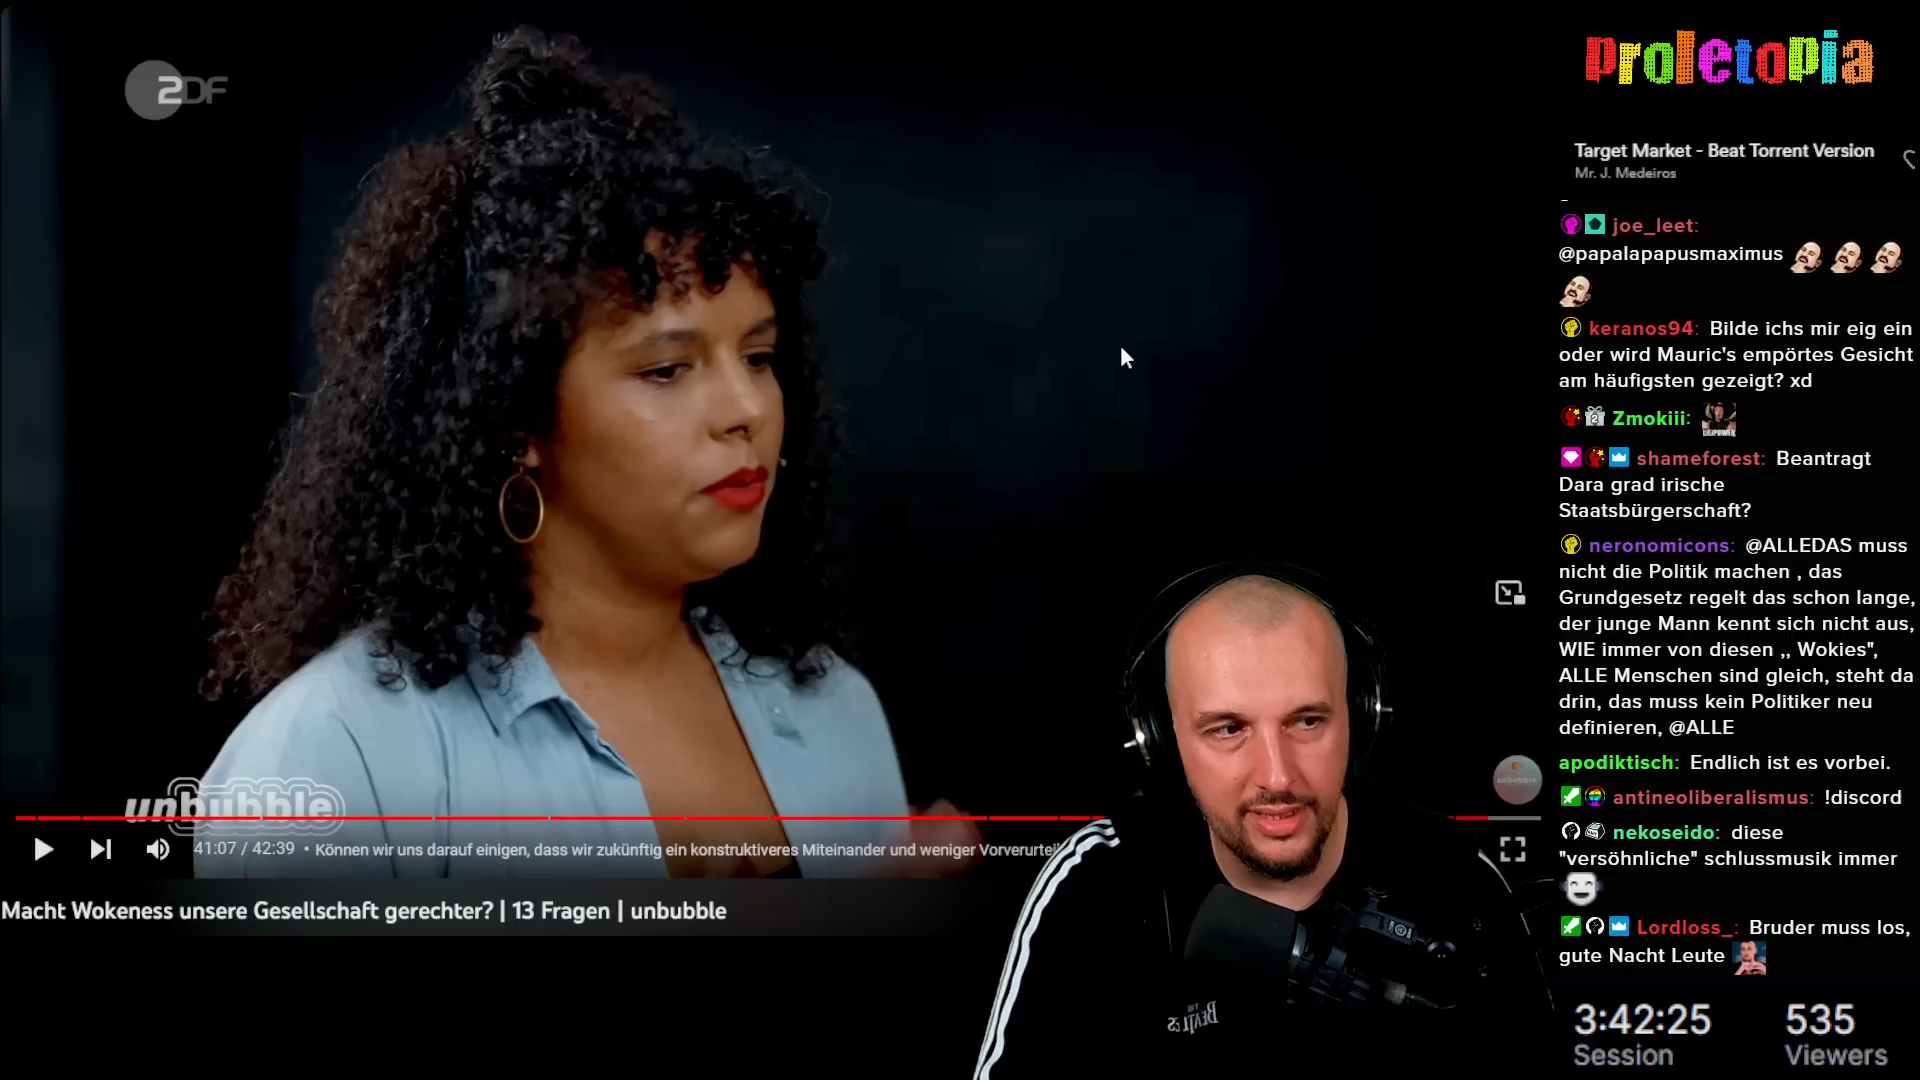 2DF
Proletopia
Target Market - Beat Torrent Version
Mr. J. Medeiros
joe_leet:
@papalapapusmaximus
keranos94: Bilde ichs mir eig ein
oder wird Mauric's empörtes Gesicht
am häufigsten gezeigt? xd
2 Zmokiii:
shameforest: Beantragt
Dara grad irische
Staatsbürgerschaft?
neronomicons: @ALLEDAS muss
nicht die Politik machen , das
Grundgesetz regelt das schon lange,
der junge Mann kennt sich nicht aus,
WIE immer von diesen ,, Wokies",
ALLE Menschen sind gleich, steht da
drin, das muss kein Politiker neu
definieren, @ALLE
apodiktisch: Endlich ist es vorbei.
antineoliberalismus: !discord
nekoseido: diese
"versöhnliche" schlussmusik immer
Lordloss_: Bruder muss los,
gute Nacht Leute
unbubble
unbubble
41:07 / 42:39 • Können wir uns darauf einigen, dass wir zukünftig ein konstruktiveres Miteinander und weniger Vorverurteil
Macht Wokeness unsere Gesellschaft gerechter? | 13 Fragen | unbubble
THE
BEATLES
3:42:25
Session
535
Viewers